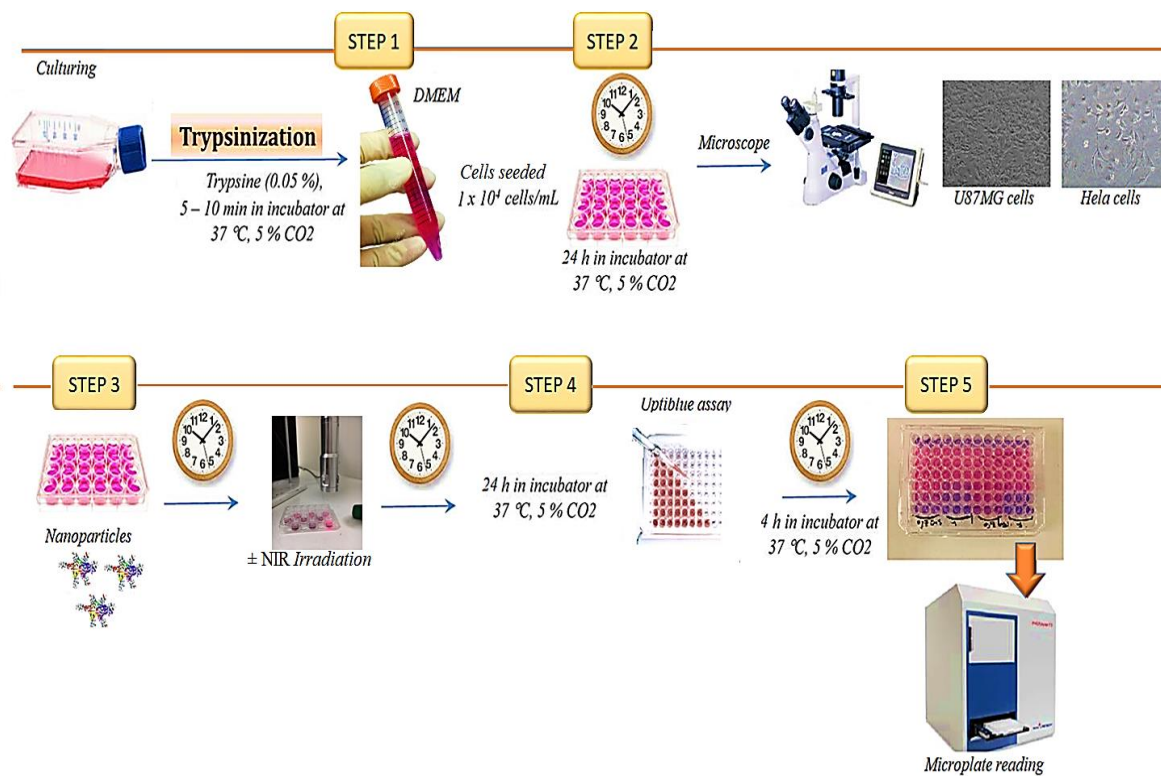 STEP 1
STEP 2
Culturing
DMEM
Trypsinization
Trypsine (0.05 %),
5 – 10 min in incubator at
37 °C, 5 % CO2
Cells seeded
1 x 10⁴ cells/mL
24 h in incubator at
37 °C, 5 % CO2
Microscope
U87MG cells
Hela cells
STEP 3
STEP 4
STEP 5
Nanoparticles
± NIR Irradiation
24 h in incubator at
37 °C, 5 % CO2
Uptiblue assay
4 h in incubator at
37 °C, 5 % CO2
Microplate reading